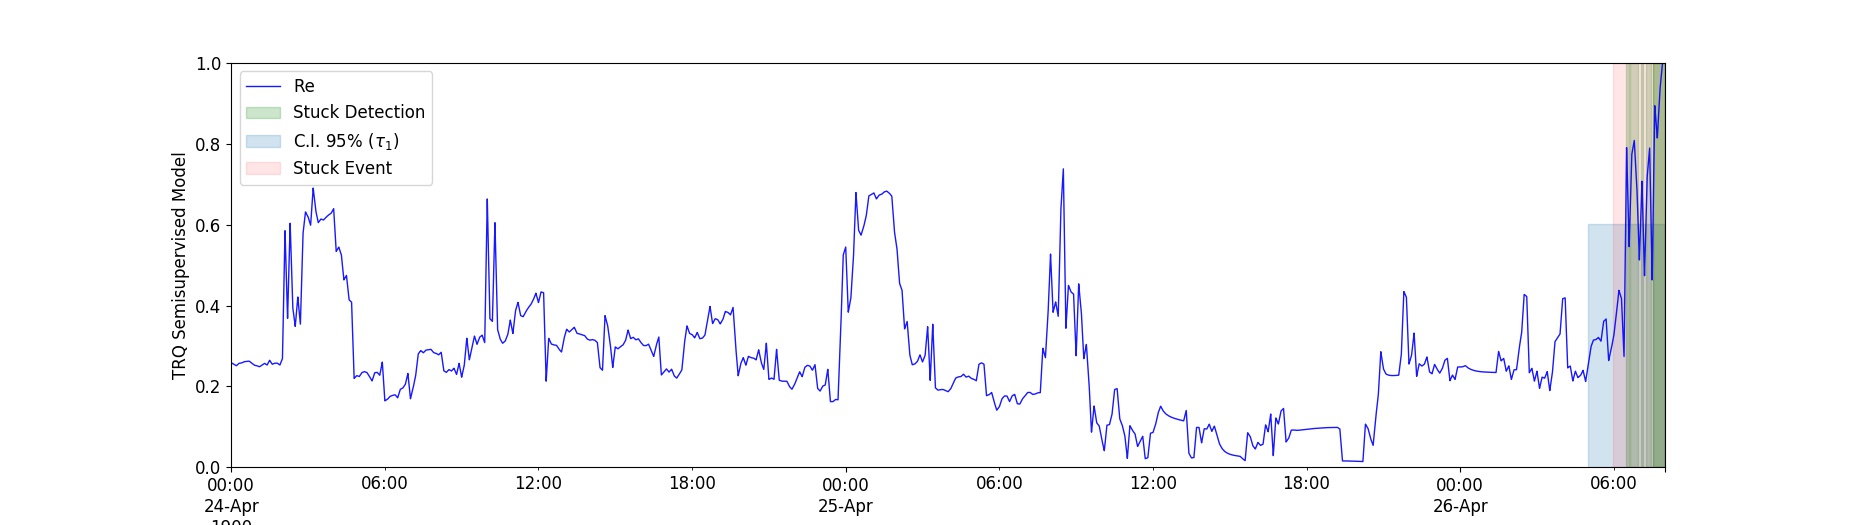 1.0
Re
Stuck Detection
C.I. 95% (τ₁)
Stuck Event
0.8
0.6
0.4
0.2
0.0
TRQ Semisupervised Model
00:00 06:00 12:00 18:00 00:00 06:00 12:00 18:00 00:00 06:00
24-Apr 25-Apr 26-Apr
1900